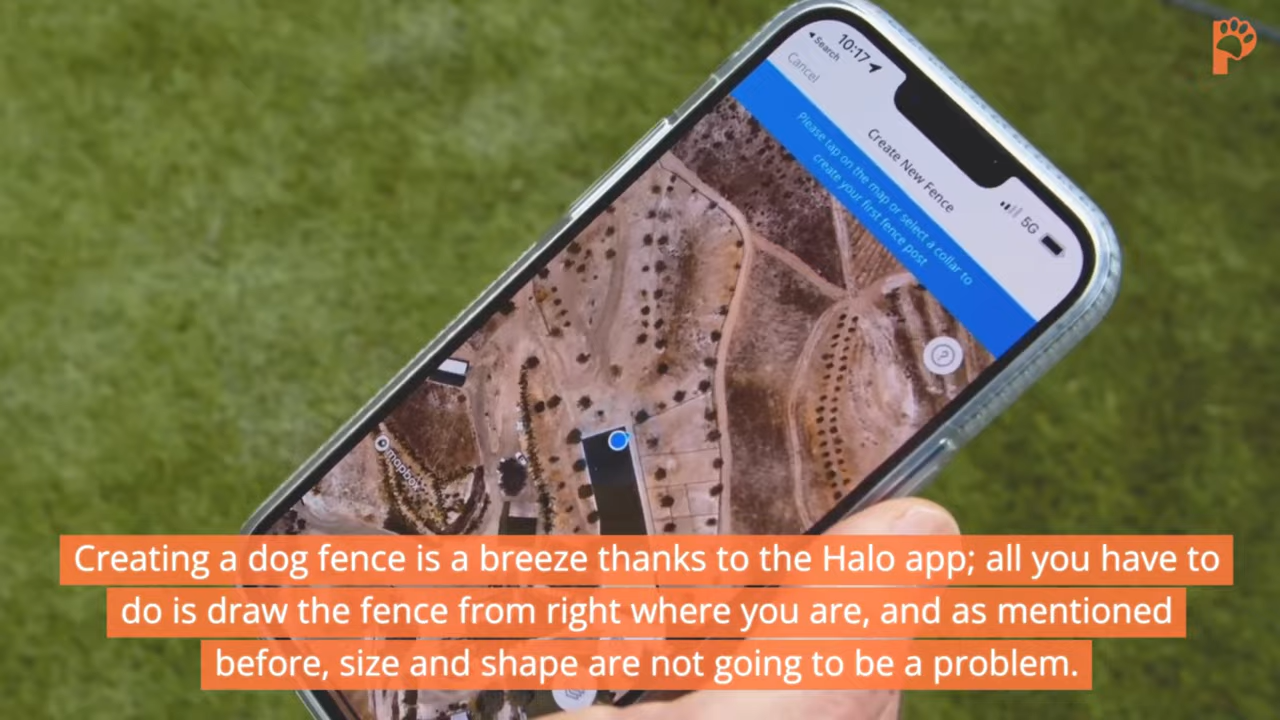 Search
10:17
Cancel
Create New Fence
5G
Please tap on the map or select a collar to
create your first fence post
?
mapbox
Creating a dog fence is a breeze thanks to the Halo app; all you have to
do is draw the fence from right where you are, and as mentioned
before, size and shape are not going to be a problem.